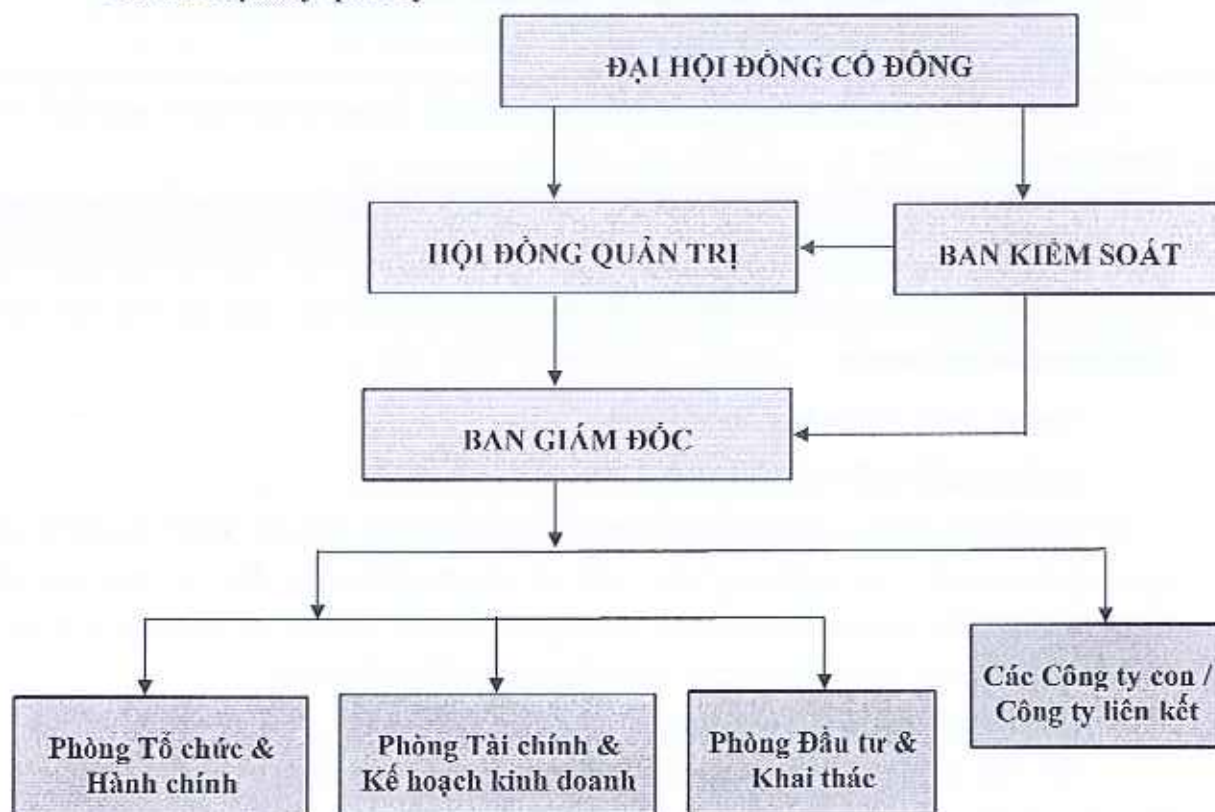 ĐẠI HỘI ĐỒNG CỔ ĐÔNG
HỘI ĐỒNG QUẢN TRỊ
BAN KIỂM SOÁT
BAN GIÁM ĐỐC
Các Công ty con /
Công ty liên kết
Phòng Tổ chức &
Hành chính
Phòng Tài chính &
Kế hoạch kinh doanh
Phòng Đầu tư &
Khai thác